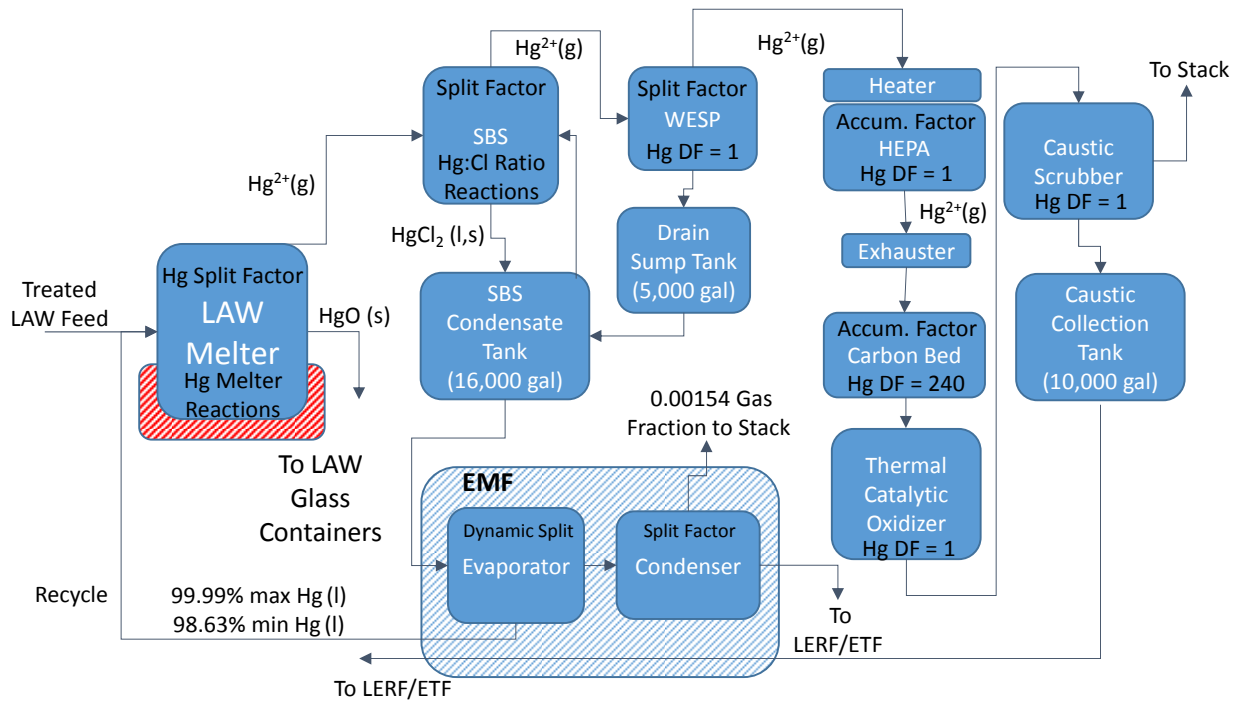 Hg²⁺(g)
Hg²⁺(g)
To Stack
Split Factor
SBS
Hg:Cl Ratio
Reactions
Split Factor
WESP
Hg DF = 1
Heater
Accum. Factor
HEPA
Hg DF = 1
Caustic
Scrubber
Hg DF = 1
Hg²⁺(g)
HgCl₂ (l,s)
Hg²⁺(g)
Drain
Sump Tank
(5,000 gal)
Exhauster
Treated
LAW Feed
Hg Split Factor
LAW
Melter
Hg Melter
Reactions
HgO (s)
SBS
Condensate
Tank
(16,000 gal)
Accum. Factor
Carbon Bed
Hg DF = 240
Caustic
Collection
Tank
(10,000 gal)
0.00154 Gas
Fraction to Stack
To LAW
Glass
Containers
Thermal
Catalytic
Oxidizer
Hg DF = 1
EMF
Dynamic Split
Evaporator
Split Factor
Condenser
Recycle
99.99% max Hg (l)
98.63% min Hg (l)
To
LERF/ETF
To LERF/ETF